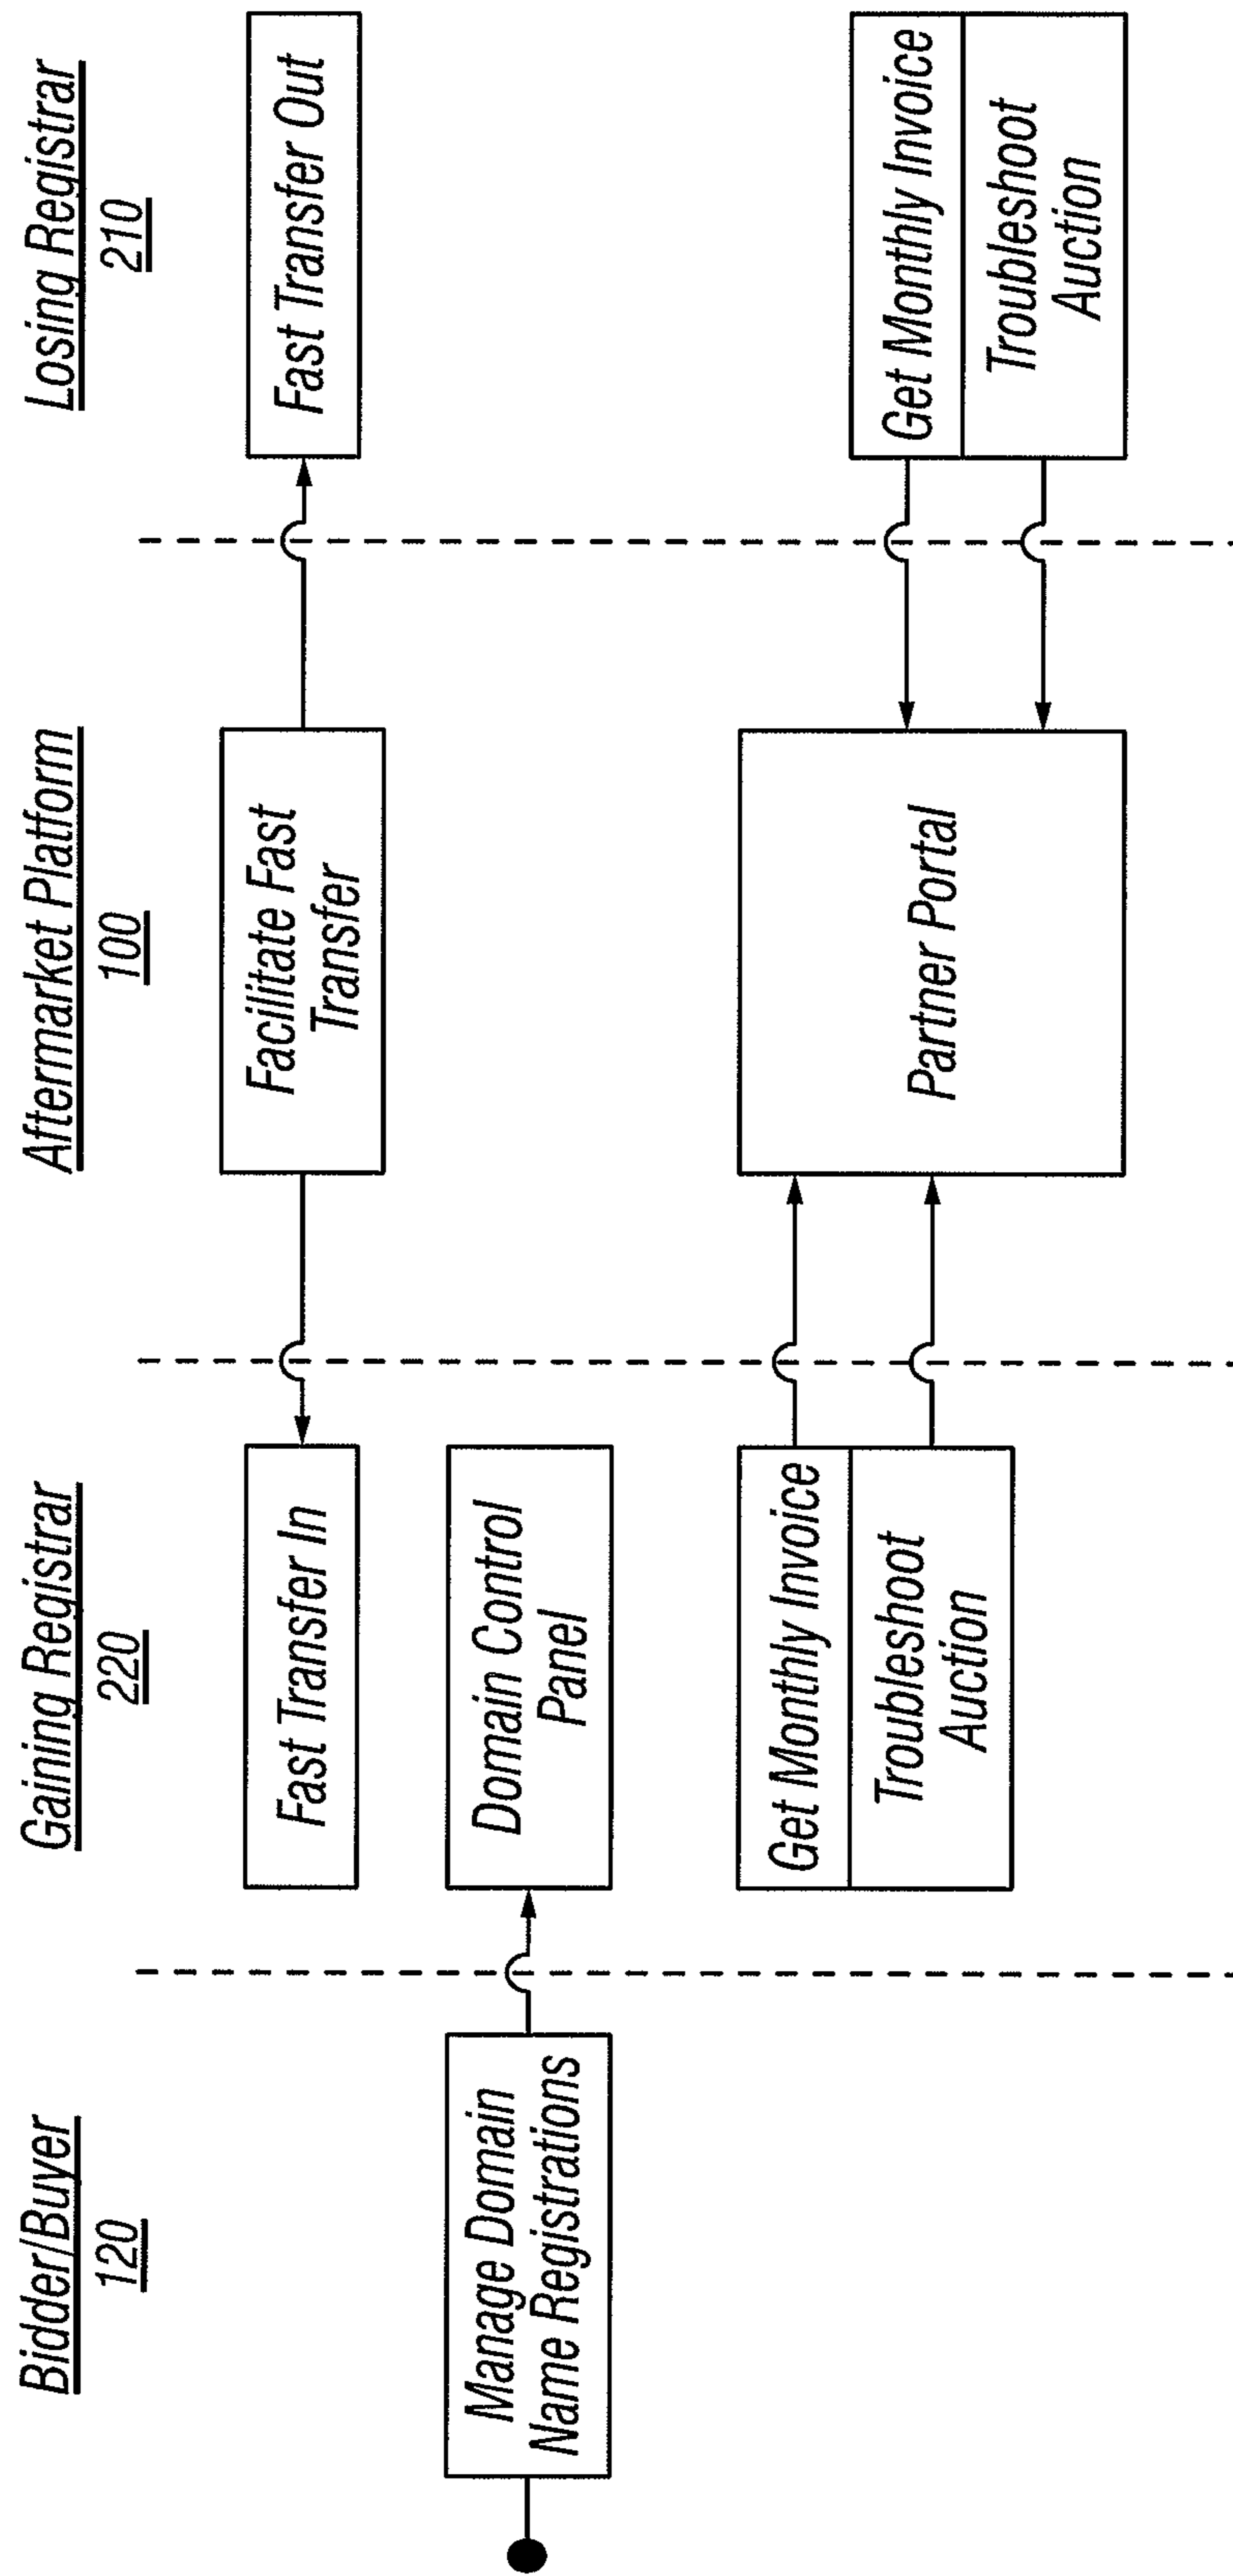 Bidder/Buyer
120
Gaining Registrar
220
Aftermarket Platform
100
Losing Registrar
210
Fast Transfer In
Facilitate Fast
Transfer
Fast Transfer Out
Manage Domain
Name Registrations
Domain Control
Panel
Get Monthly Invoice
Troubleshoot
Auction
Partner Portal
Get Monthly Invoice
Troubleshoot
Auction